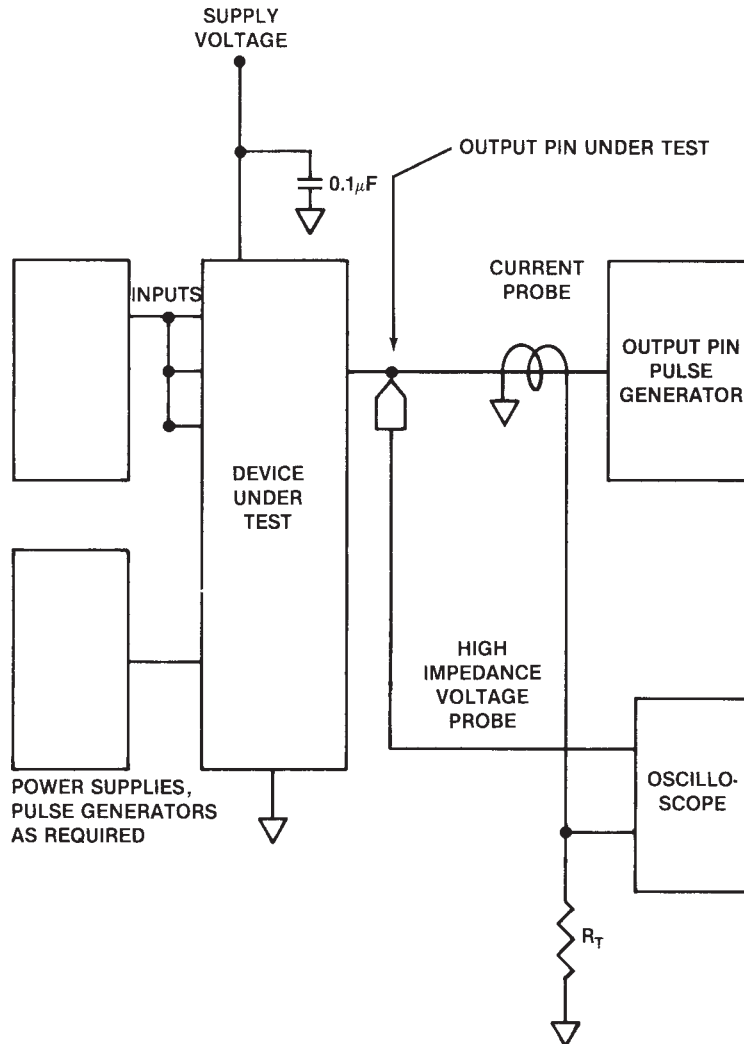 SUPPLY
VOLTAGE
0.1μF
OUTPUT PIN UNDER TEST
INPUTS
CURRENT
PROBE
OUTPUT PIN
PULSE
GENERATOR
DEVICE
UNDER
TEST
HIGH
IMPEDANCE
VOLTAGE
PROBE
POWER SUPPLIES,
PULSE GENERATORS
AS REQUIRED
OSCILLO-
SCOPE
RT